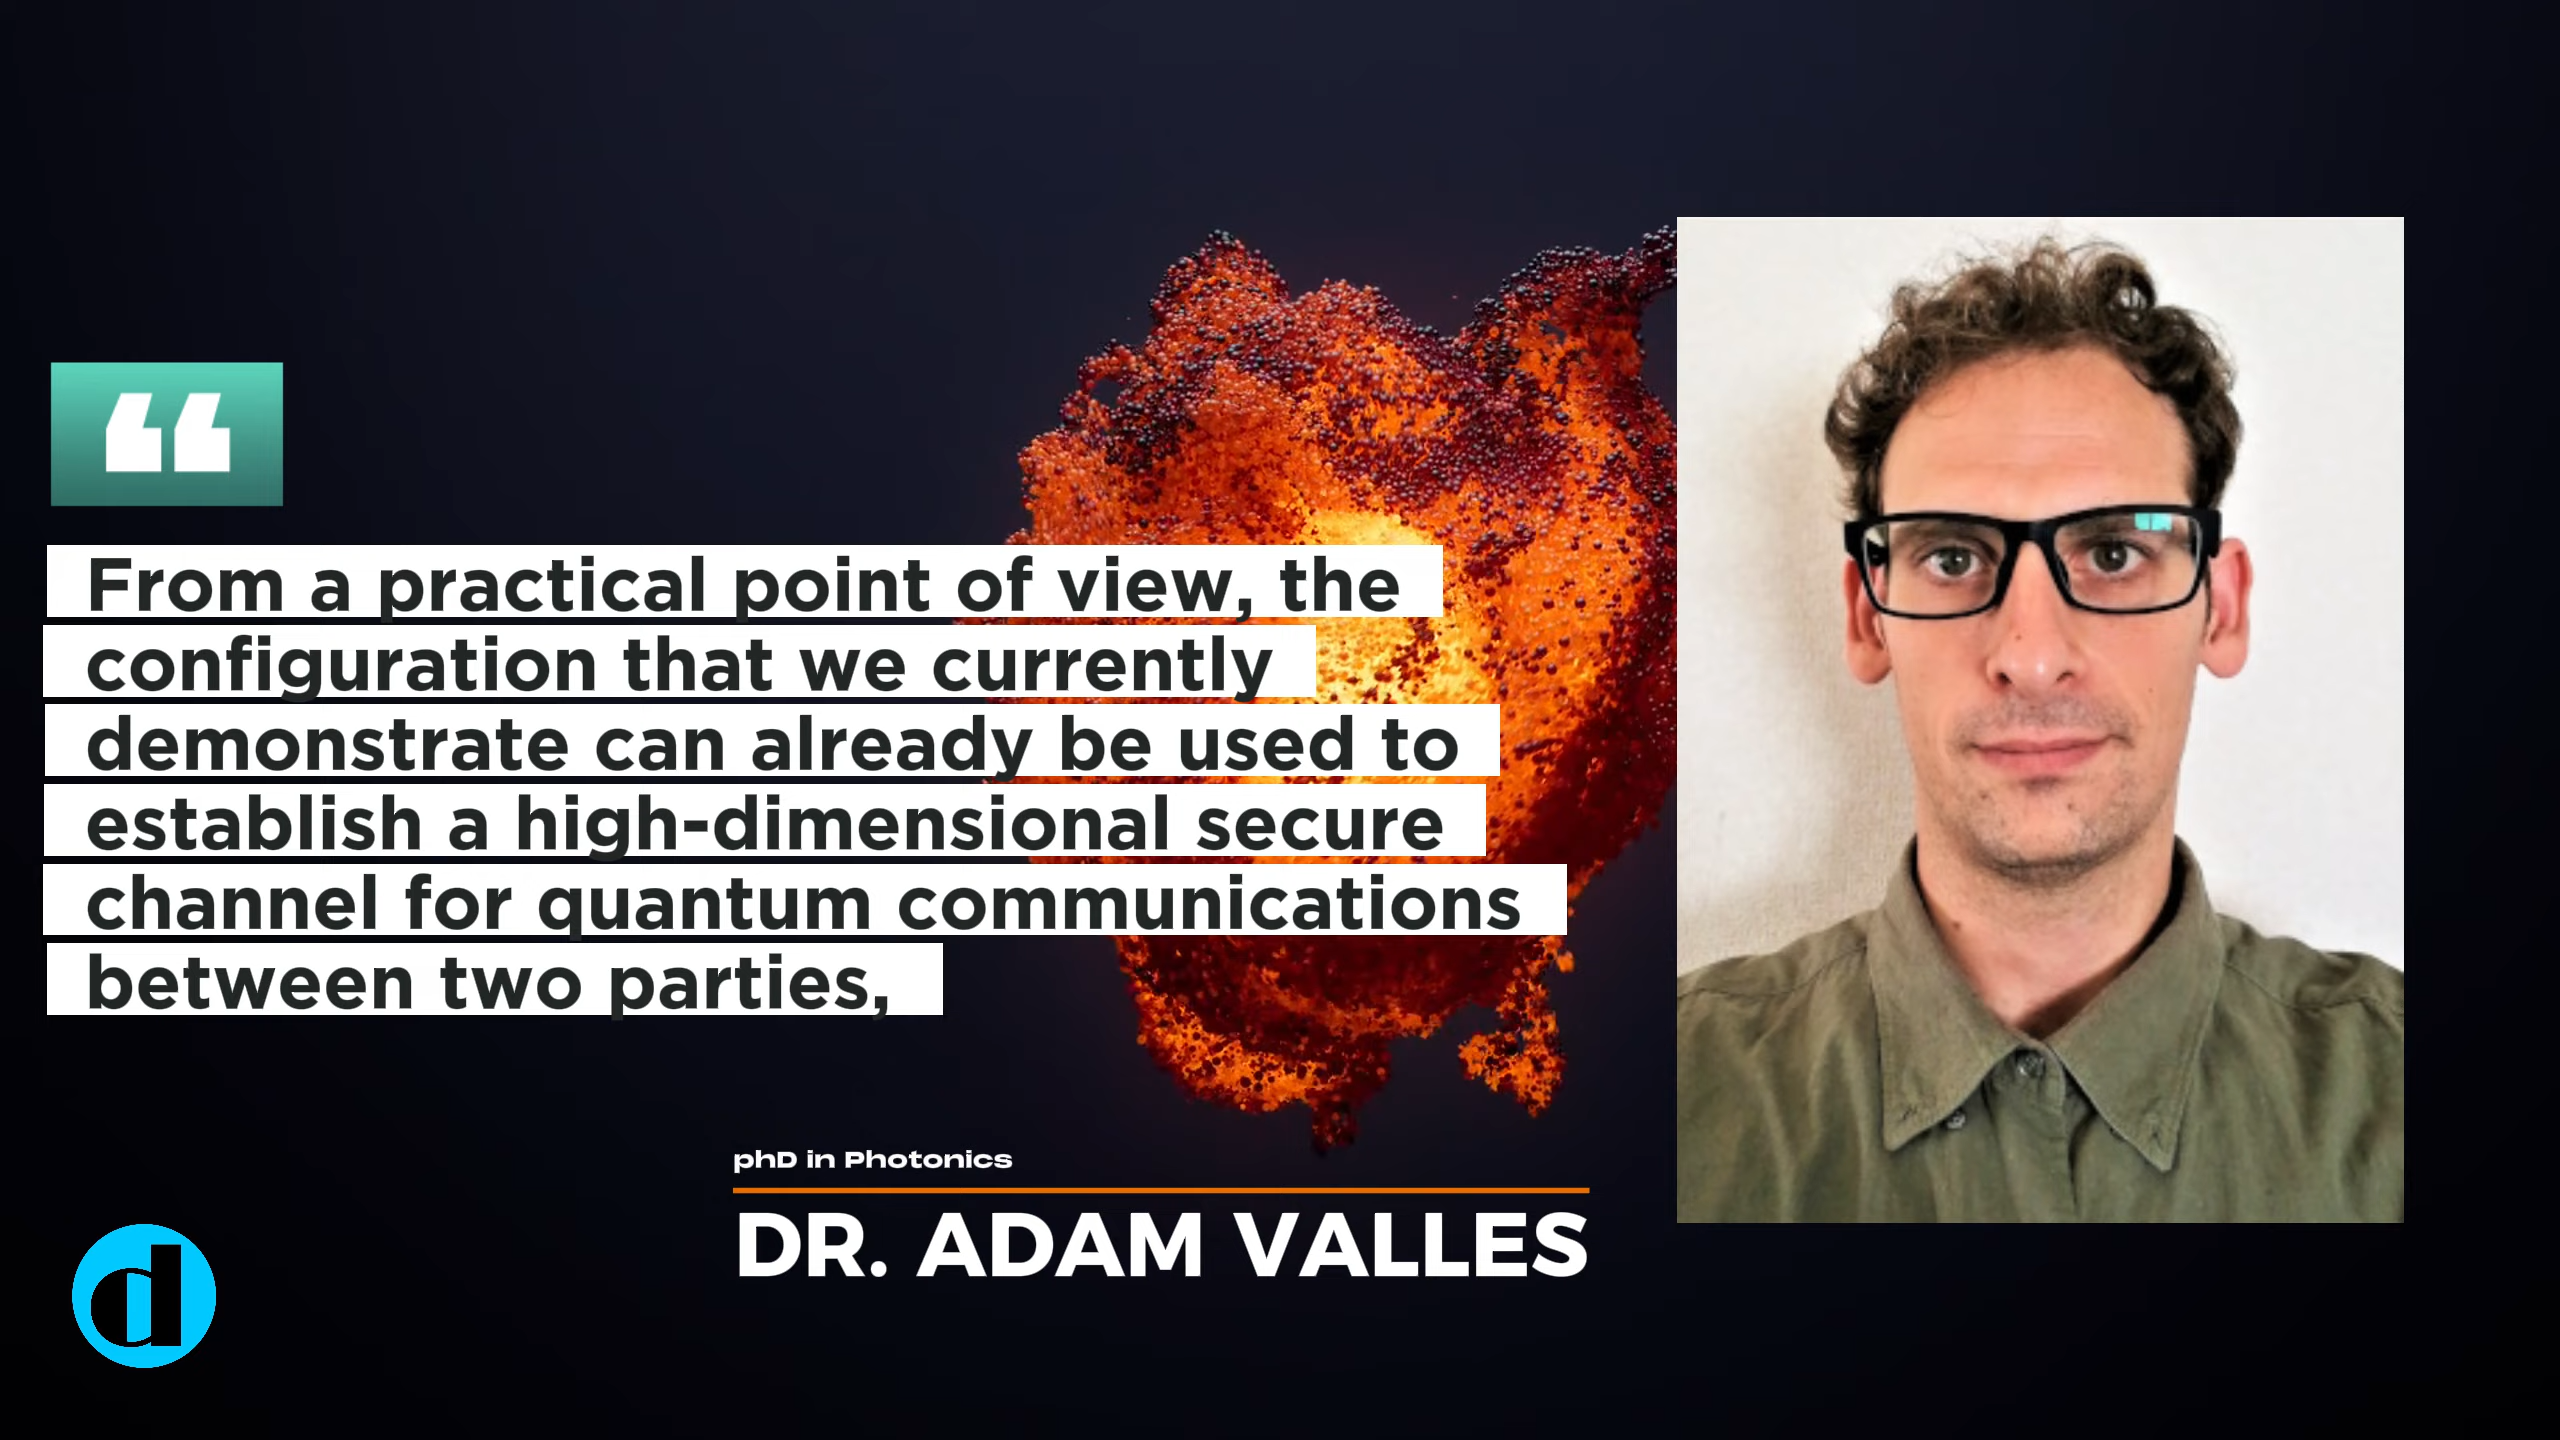 “
From a practical point of view, the
configuration that we currently
demonstrate can already be used to
establish a high-dimensional secure
channel for quantum communications
between two parties,
phD in Photonics
DR. ADAM VALLES
d